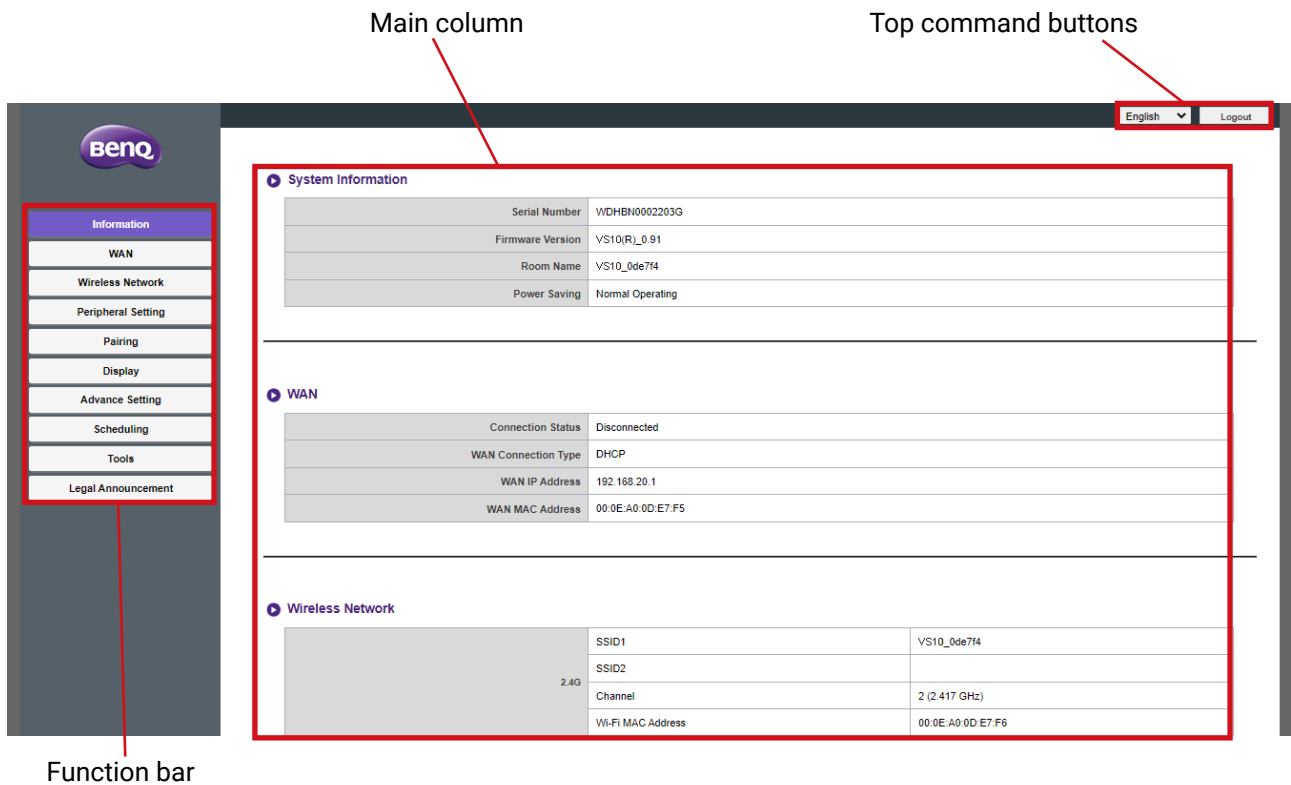 Main column
Top command buttons
English
Logout
BenQ
Information
WAN
Wireless Network
Peripheral Setting
Pairing
Display
Advance Setting
Scheduling
Tools
Legal Announcement
System Information
Serial Number WDHBN0002203G
Firmware Version VS10(R)_0.91
Room Name VS10_0de7f4
Power Saving Normal Operating
WAN
Connection Status Disconnected
WAN Connection Type DHCP
WAN IP Address 192.168.20.1
WAN MAC Address 00:0E:A0:0D:E7:F5
Wireless Network
2.4G
SSID1 VS10_0de7f4
SSID2
Channel 2 (2.417 GHz)
Wi-Fi MAC Address 00:0E:A0:0D:E7:F6
Function bar